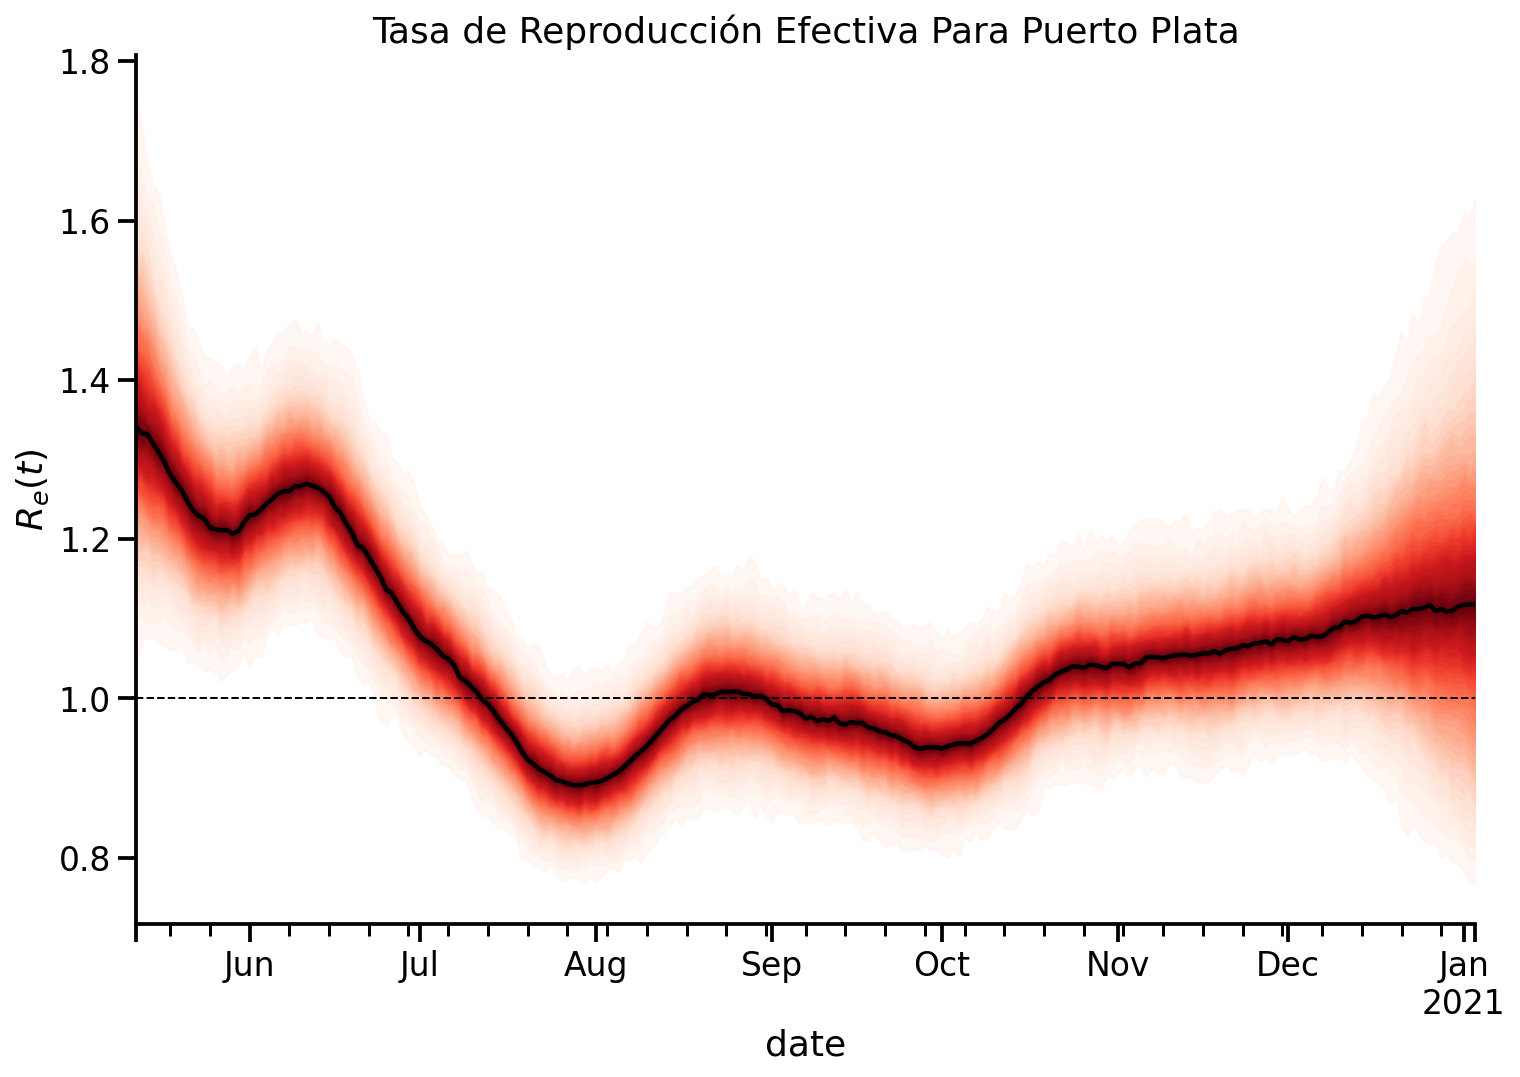 Tasa de Reproducción Efectiva Para Puerto Plata
1.8
1.6
1.4
1.2
1.0
0.8
Rₑ(t)
Jun Jul Aug Sep Oct Nov Dec Jan
2021
date